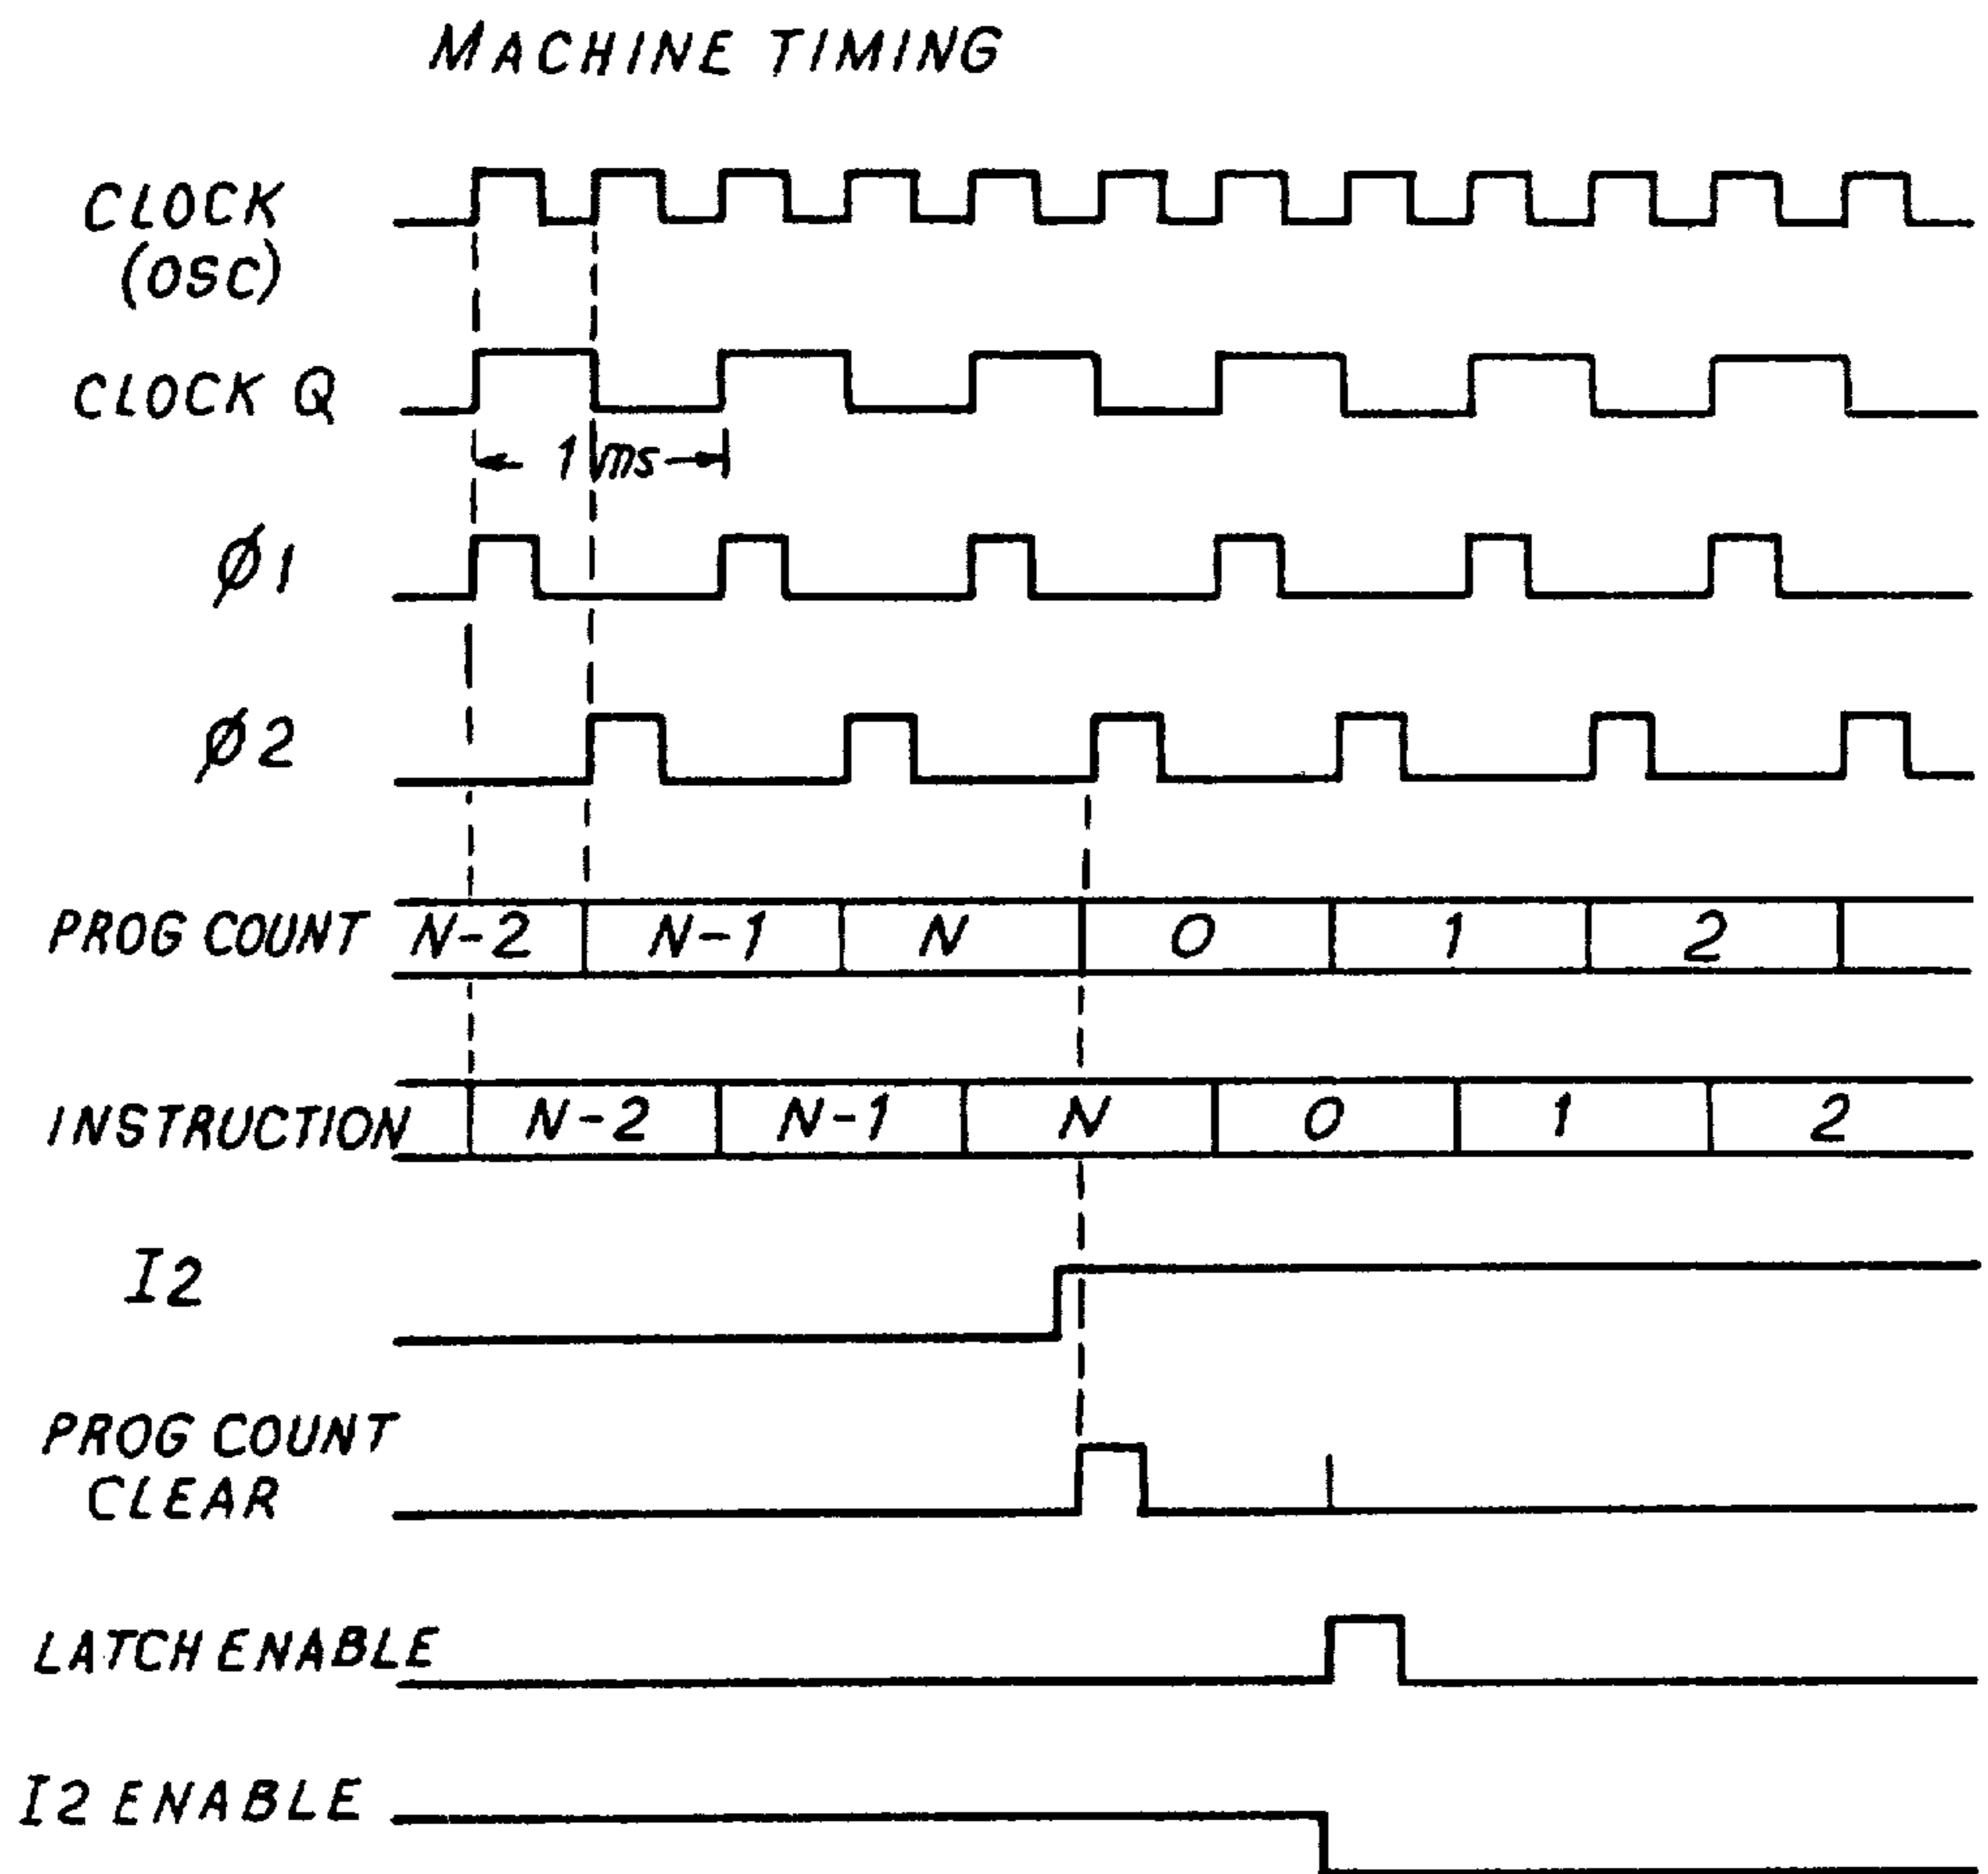 MACHINE TIMING
CLOCK
(OSC)
CLOCK Q
1 ms
Ø1
Ø2
PROG COUNT N-2 N-1 N 0 1 2
INSTRUCTION N-2 N-1 N 0 1 2
I2
PROG COUNT
CLEAR
LATCH ENABLE
I2 ENABLE